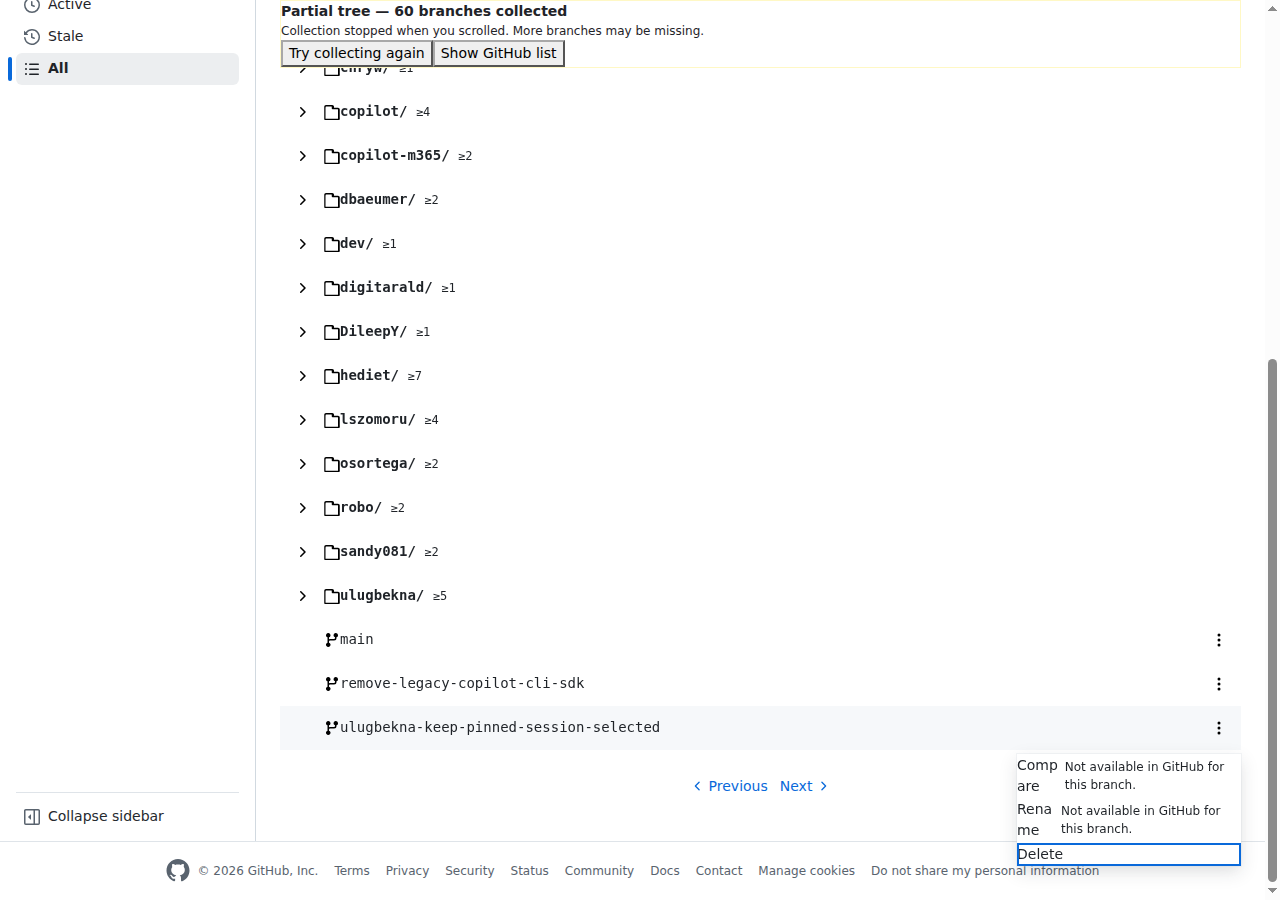 Active
Stale
All
Collapse sidebar
Partial tree — 60 branches collected
Collection stopped when you scrolled. More branches may be missing.
Try collecting again
Show GitHub list
copilot/ ≥4
copilot-m365/ ≥2
dbaeumer/ ≥2
dev/ ≥1
digitarald/ ≥1
DileepY/ ≥1
hediet/ ≥7
lszomoru/ ≥4
osortega/ ≥2
robo/ ≥2
sandy081/ ≥2
ulugbekna/ ≥5
main
remove-legacy-copilot-cli-sdk
ulugbekna-keep-pinned-session-selected
Previous Next
Comp
are
Not available in GitHub for
this branch.
Rena
me
Not available in GitHub for
this branch.
Delete
© 2026 GitHub, Inc. Terms Privacy Security Status Community Docs Contact Manage cookies Do not share my personal information